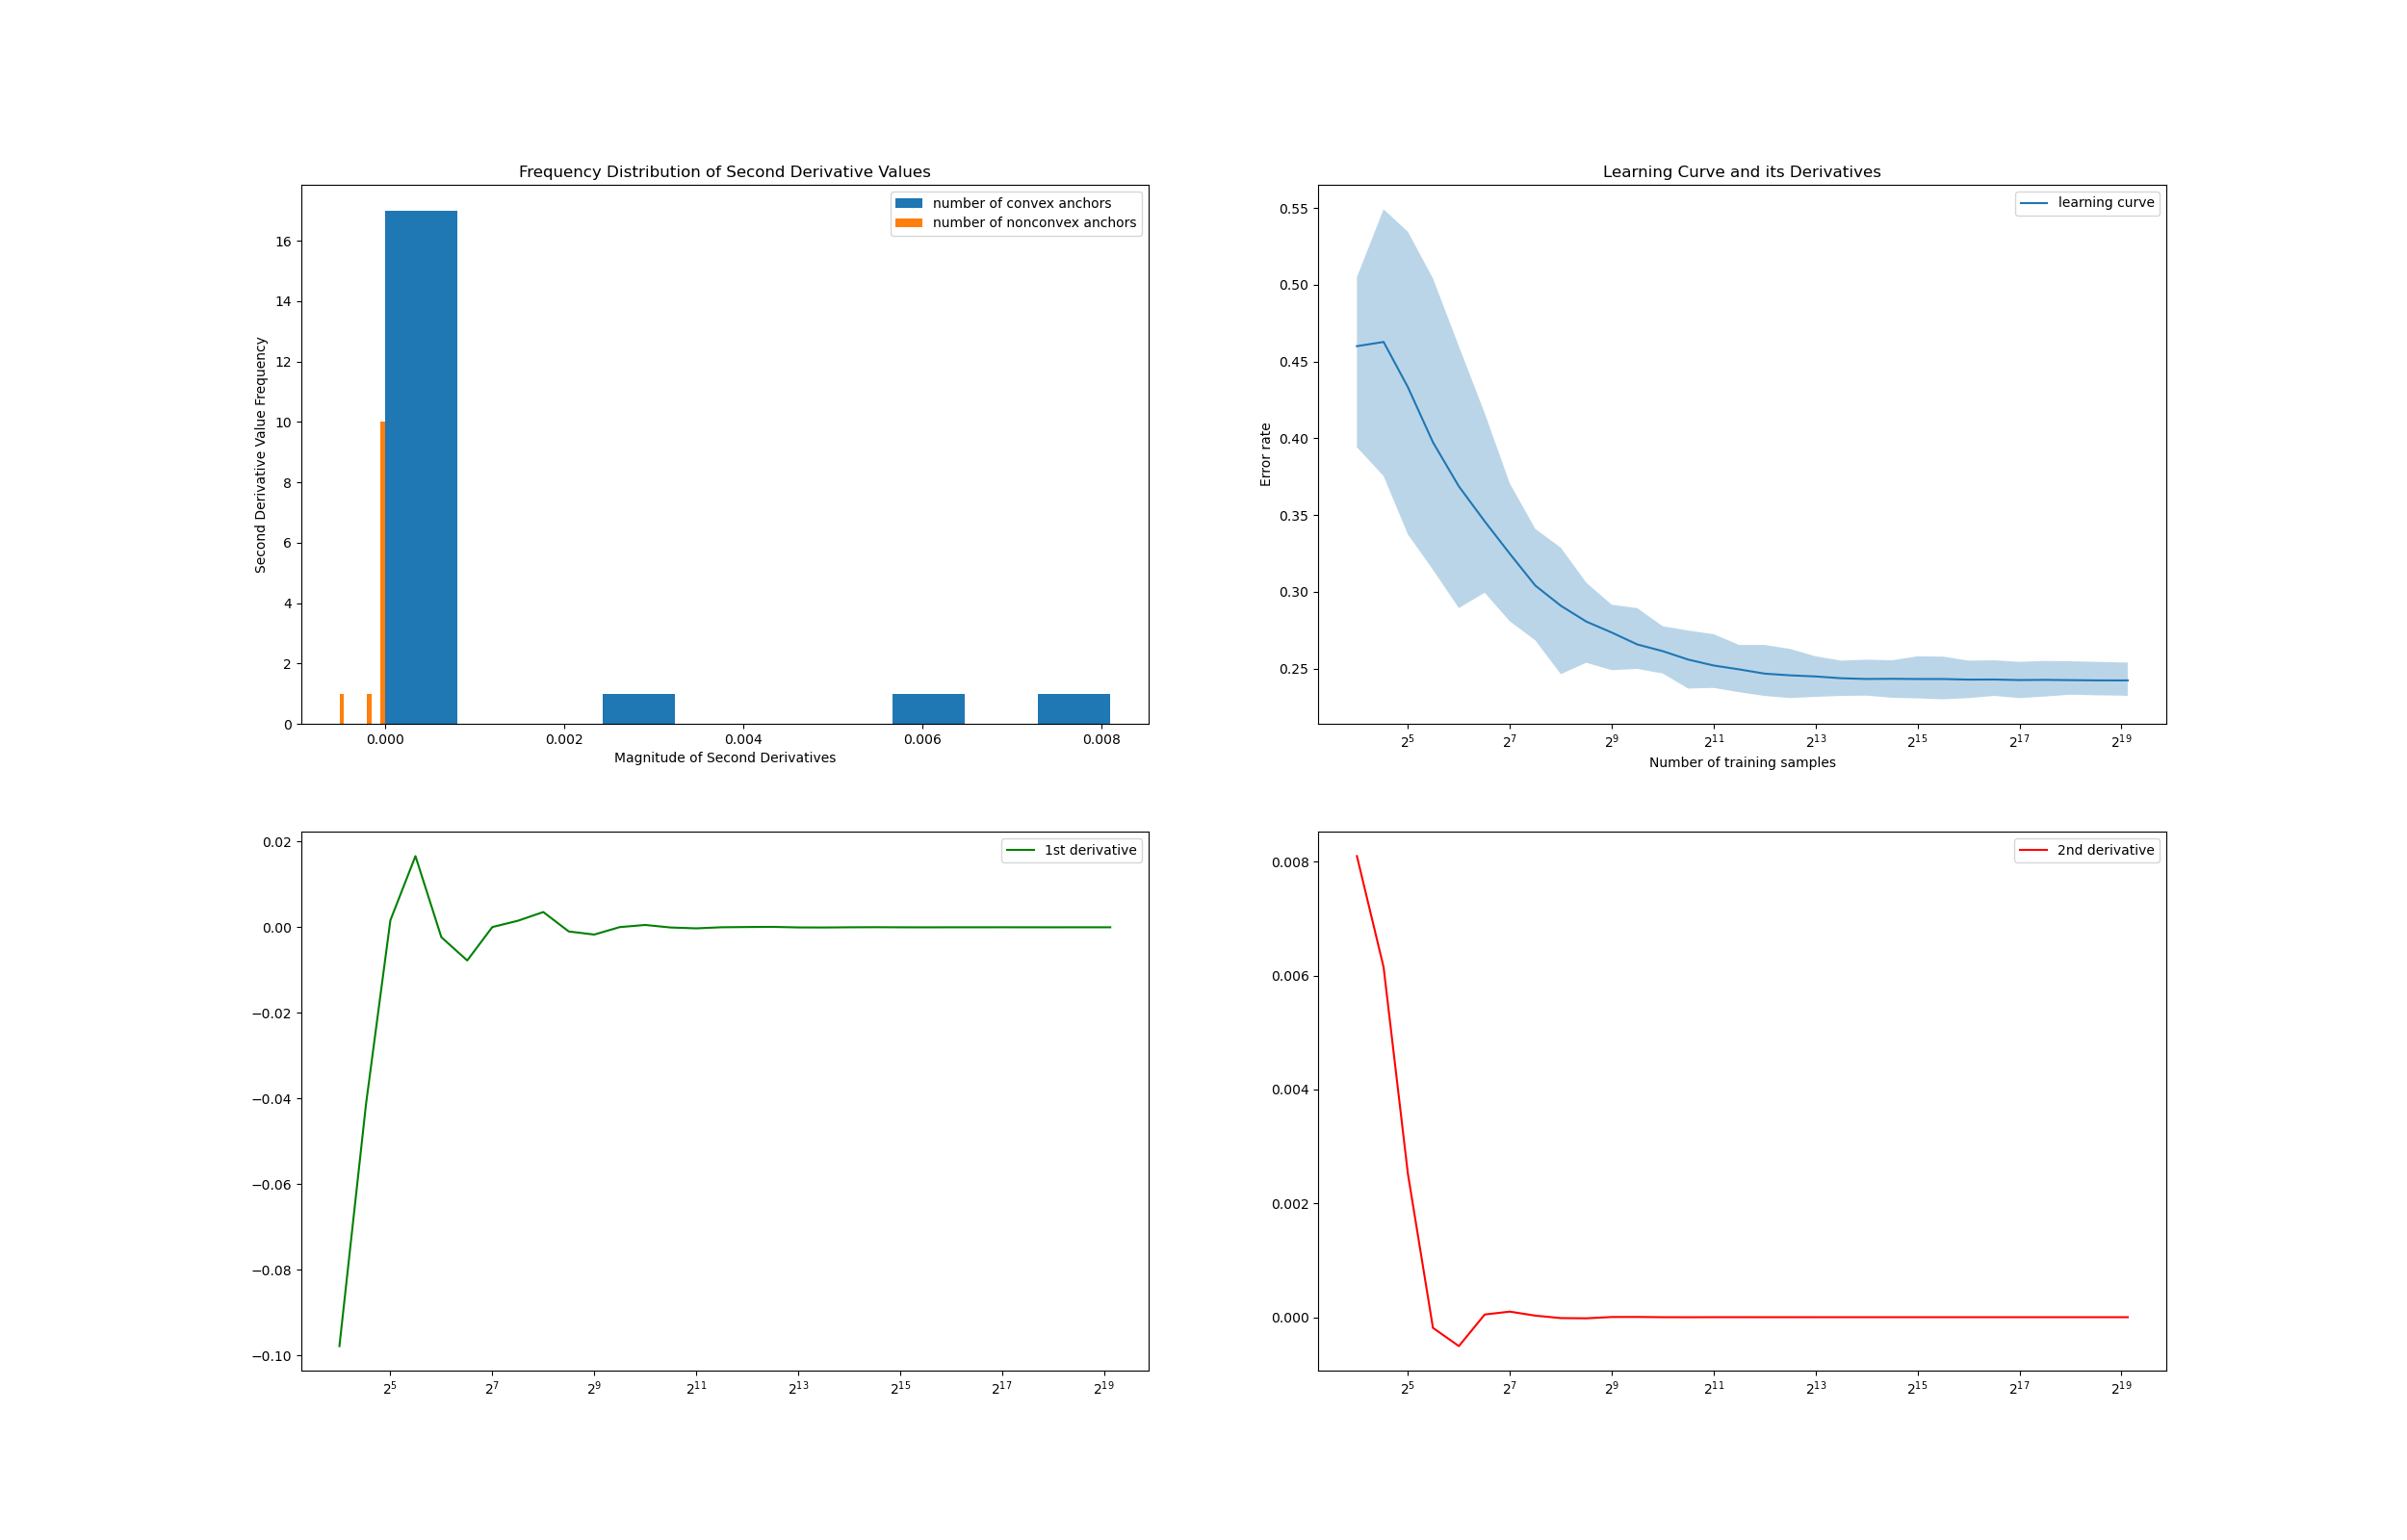 Frequency Distribution of Second Derivative Values
number of convex anchors
number of nonconvex anchors
Second Derivative Value Frequency
16
14
12
10
8
6
4
2
0
0.000 0.002 0.004 0.006 0.008
Magnitude of Second Derivatives
Learning Curve and its Derivatives
learning curve
Error rate
0.55
0.50
0.45
0.40
0.35
0.30
0.25
2^5 2^7 2^9 2^11 2^13 2^15 2^17 2^19
Number of training samples
1st derivative
0.02
0.00
−0.02
−0.04
−0.06
−0.08
−0.10
2^5 2^7 2^9 2^11 2^13 2^15 2^17 2^19
2nd derivative
0.008
0.006
0.004
0.002
0.000
2^5 2^7 2^9 2^11 2^13 2^15 2^17 2^19